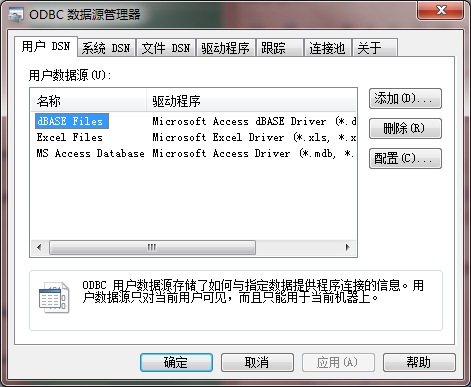 ODBC 数据源管理器
用户 DSN 系统 DSN 文件 DSN 驱动程序 跟踪 连接池 关于
用户数据源(U):
名称 驱动程序
添加(D)...
dBASE Files Microsoft Access dBASE Driver (*.d
Excel Files Microsoft Excel Driver (*.xls, *.x
删除(R)
MS Access Database Microsoft Access Driver (*.mdb, *.
配置(C)...
ODBC 用户数据源存储了如何与指定数据提供程序连接的信息。用
户数据源只对当前用户可见，而且只能用于当前机器上。
确定 取消 应用(A) 帮助